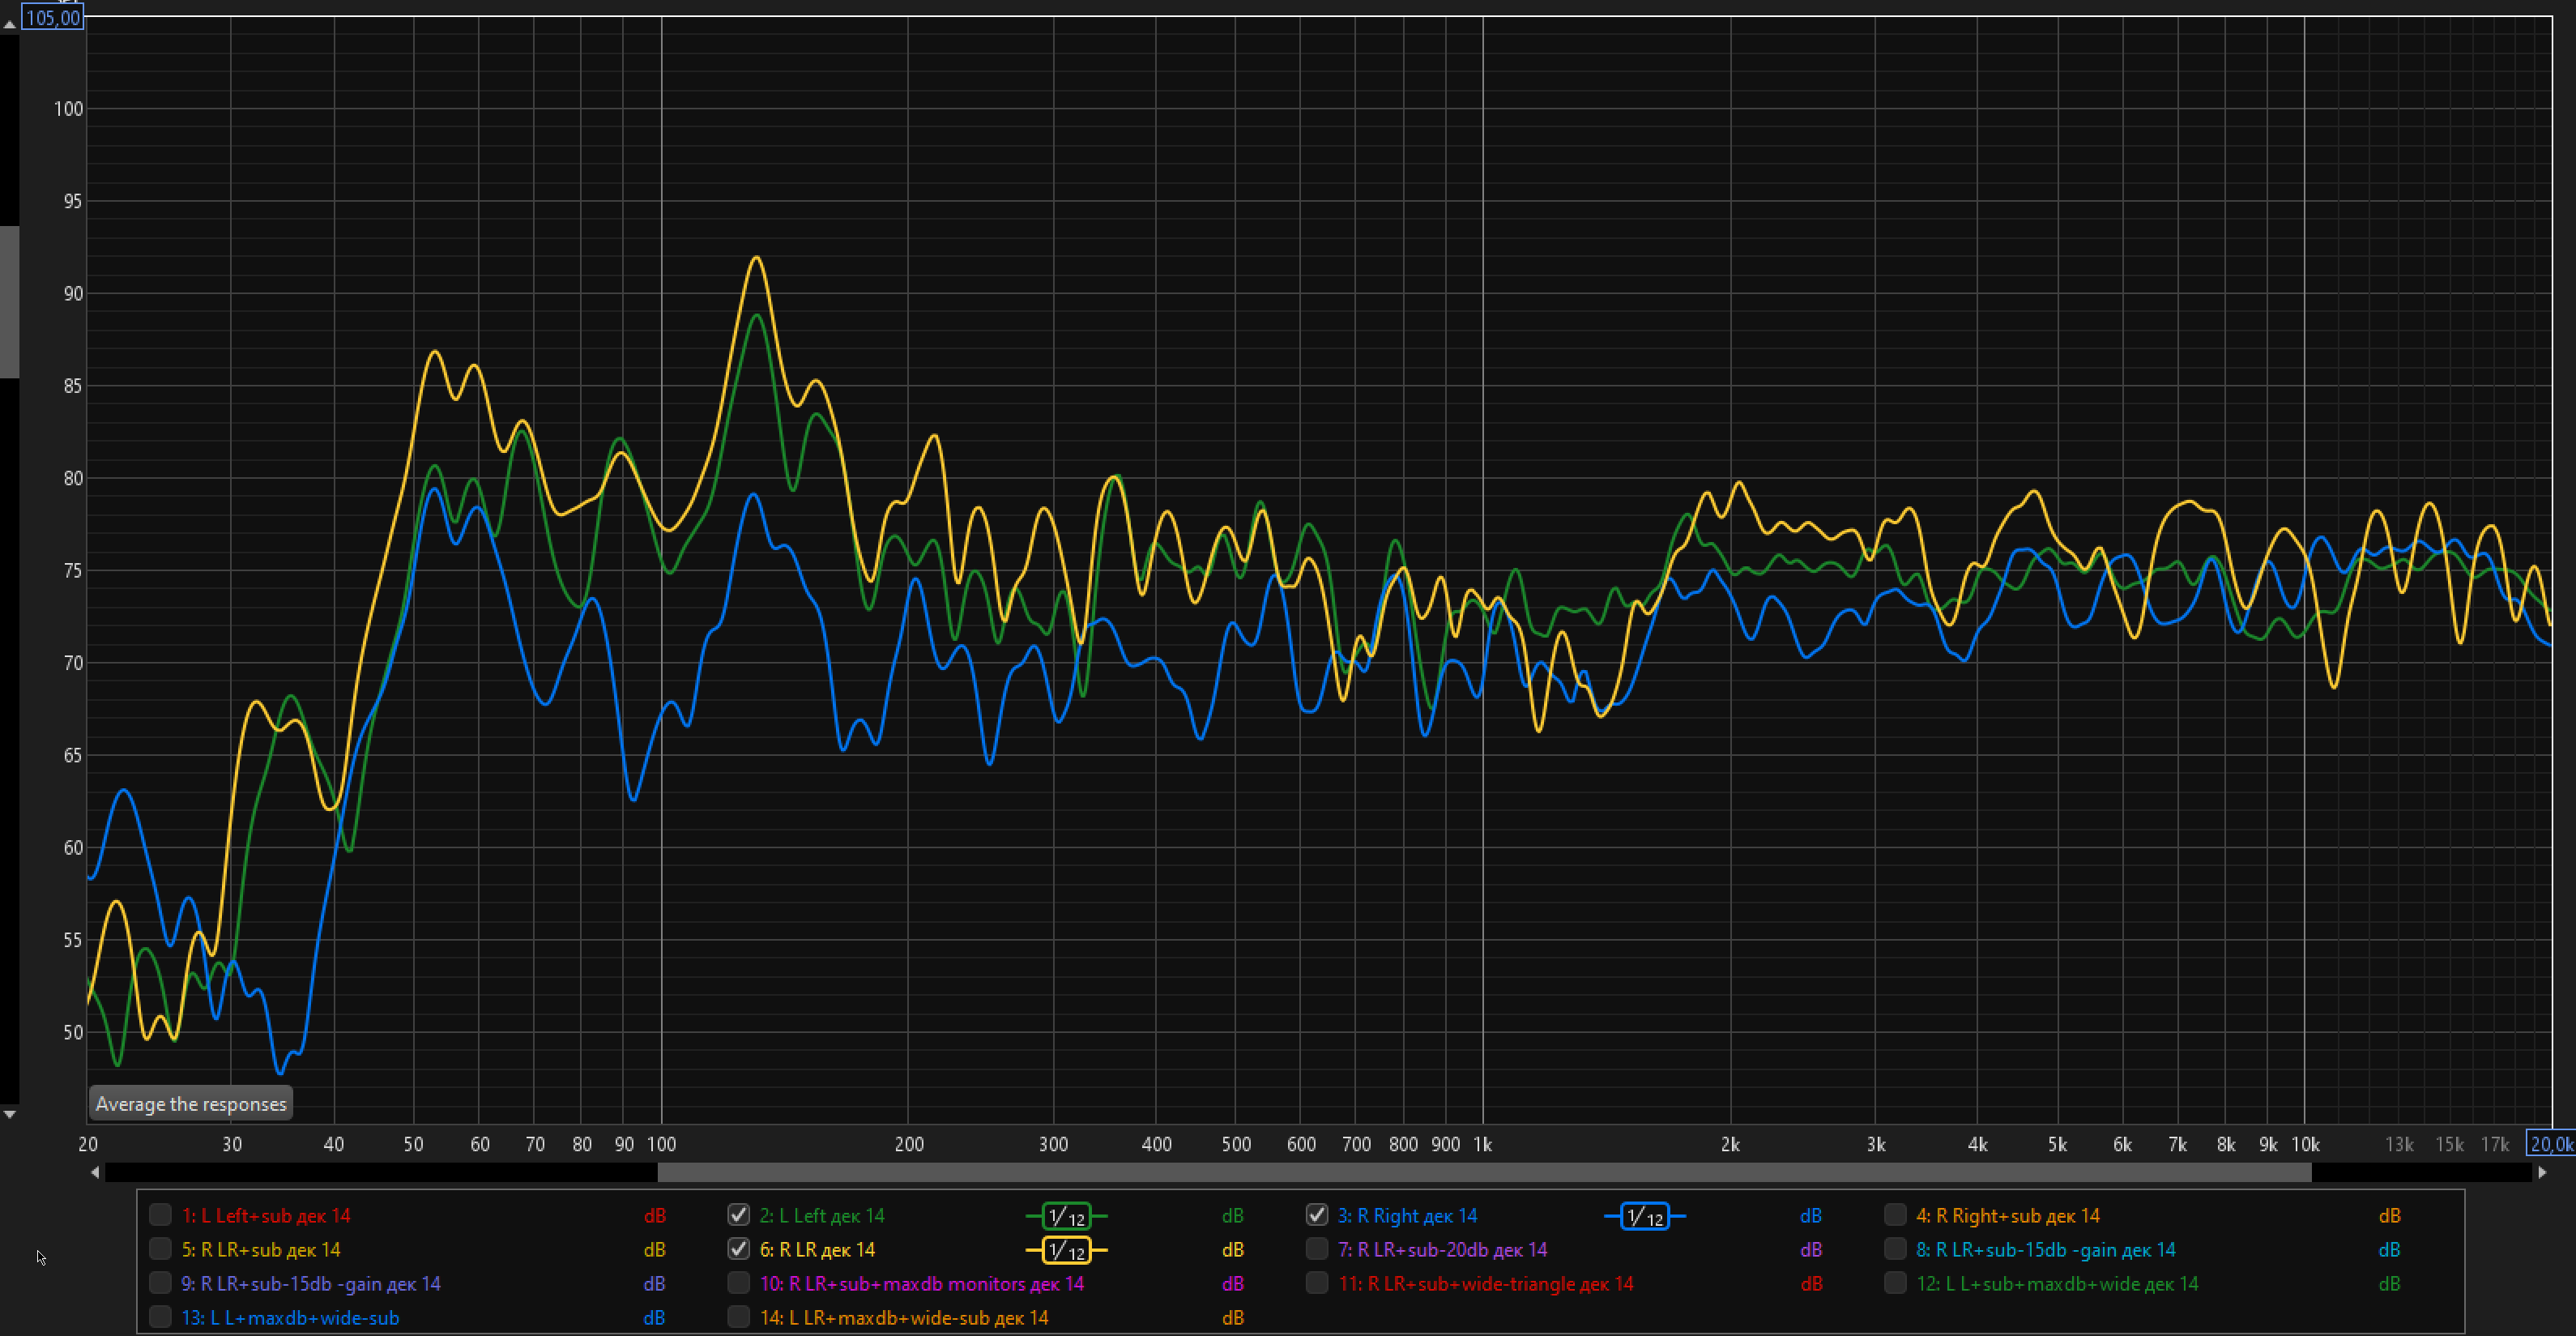 105,00
100
95
90
85
80
75
70
65
60
55
50
Average the responses
20 30 40 50 60 70 80 90 100 200 300 400 500 600 700 800 900 1k 2k 3k 4k 5k 6k 7k 8k 9k 10k 13k 15k 17k 20,0k
1: L Left+sub дек 14 dB 2: L Left дек 14 1/12 dB 3: R Right дек 14 1/12 dB 4: R Right+sub дек 14 dB
5: R LR+sub дек 14 dB 6: R LR дек 14 1/12 dB 7: R LR+sub-20db дек 14 dB 8: R LR+sub-15db -gain дек 14 dB
9: R LR+sub-15db -gain дек 14 dB 10: R LR+sub+maxdb monitors дек 14 dB 11: R LR+sub+wide-triangle дек 14 dB 12: L L+sub+maxdb+wide дек 14 dB
13: L L+maxdb+wide-sub dB 14: L LR+maxdb+wide-sub дек 14 dB